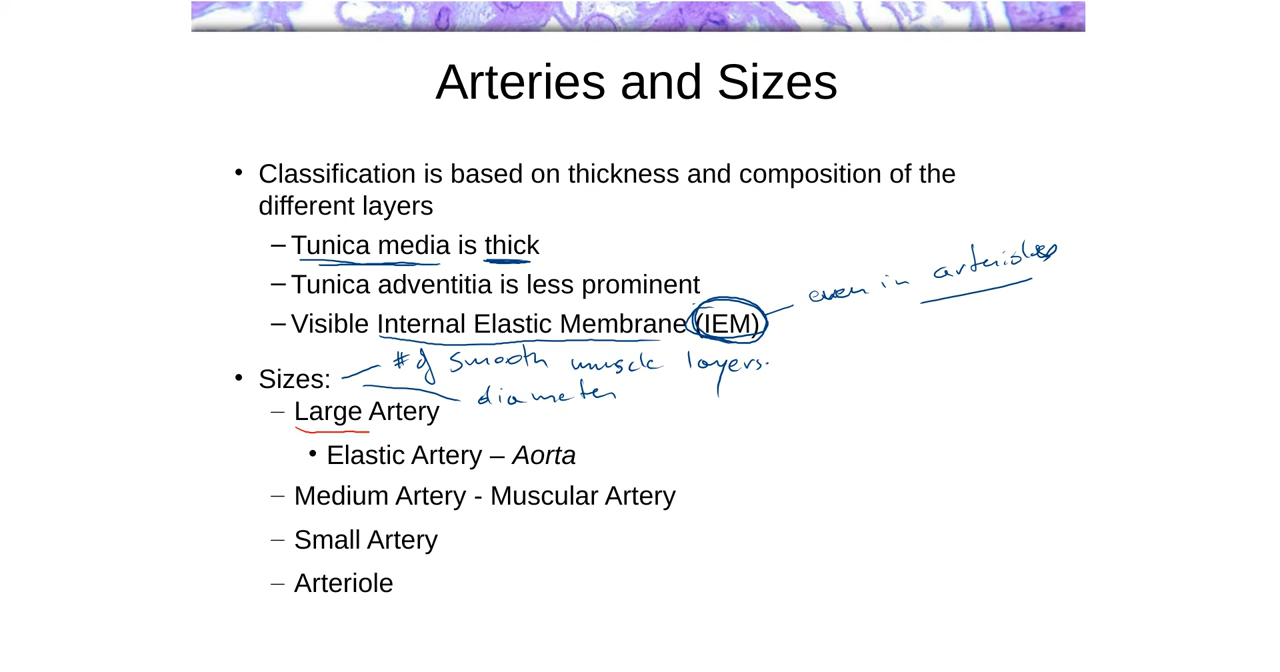 Arteries and Sizes
• Classification is based on thickness and composition of the
different layers
– Tunica media is thick
– Tunica adventitia is less prominent
– Visible Internal Elastic Membrane (IEM)
even in arterioles
• Sizes:
# of smooth muscle layers.
diameter
– Large Artery
• Elastic Artery – Aorta
– Medium Artery - Muscular Artery
– Small Artery
– Arteriole